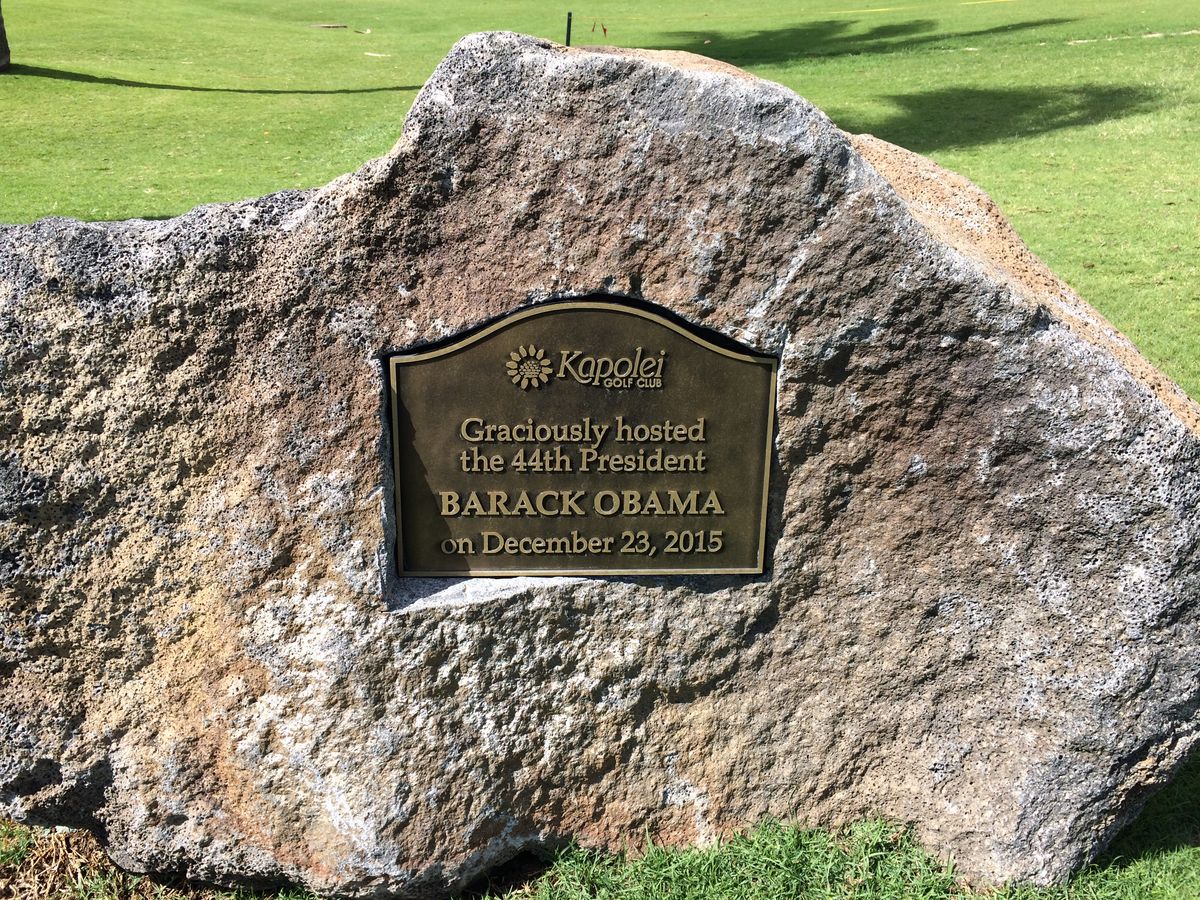 Kapolei
GOLF CLUB
Graciously hosted
the 44th President
BARACK OBAMA
on December 23, 2015